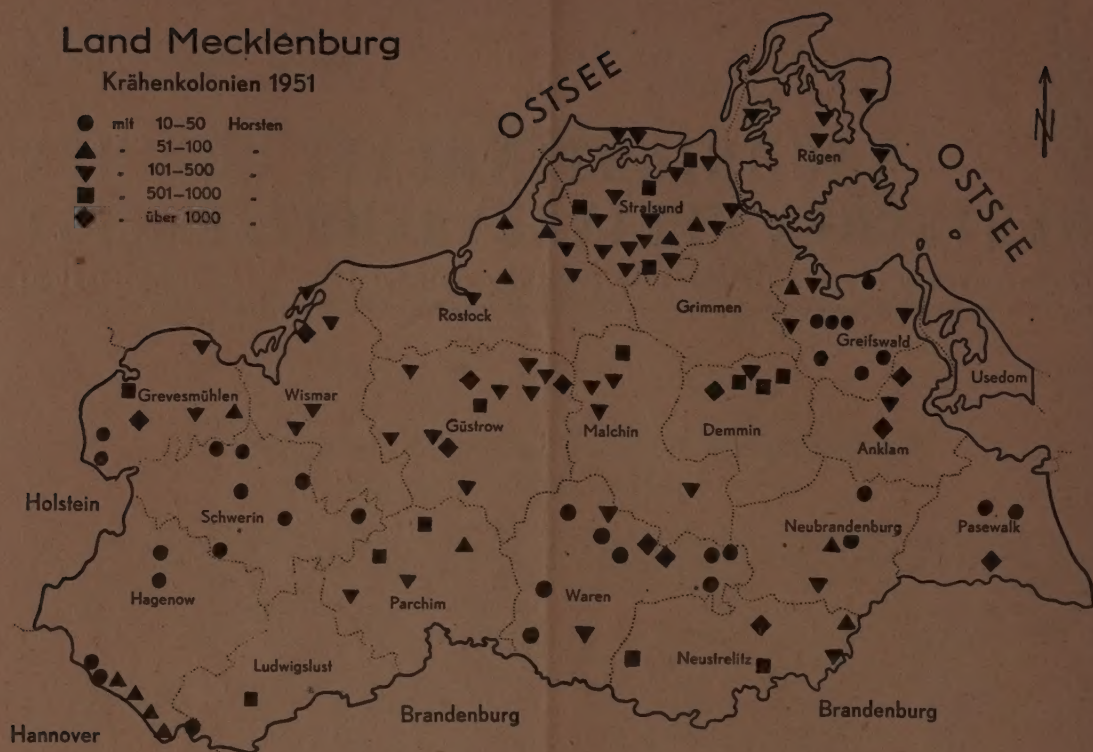 Land Mecklenburg
Krähenkolonien 1951
● mit 10–50 Horsten
▲ „ 51–100 „
▼ „ 101–500 „
■ „ 501–1000 „
◆ „ über 1000 „
OSTSEE
N
OSTSEE
Rügen
Stralsund
Rostock
Grimmen
Greifswald
Usedom
Grevesmühlen
Wismar
Güstrow
Malchin
Demmin
Anklam
Holstein
Schwerin
Neubrandenburg
Pasewalk
Hagenow
Parchim
Waren
Ludwigslust
Neustrelitz
Hannover
Brandenburg
Brandenburg